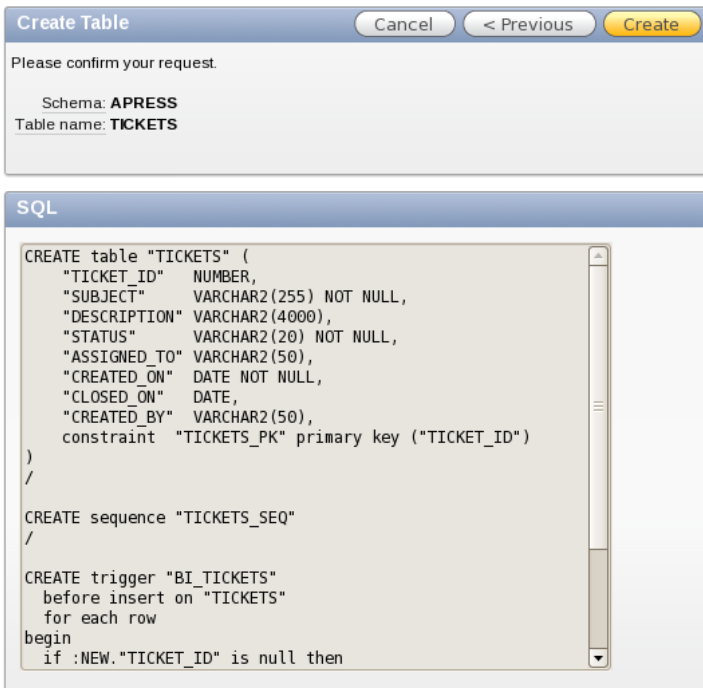 Create Table
Cancel
< Previous
Create
Please confirm your request.
Schema: APRESS
Table name: TICKETS
SQL
CREATE table "TICKETS" (
    "TICKET_ID"   NUMBER,
    "SUBJECT"     VARCHAR2(255) NOT NULL,
    "DESCRIPTION" VARCHAR2(4000),
    "STATUS"      VARCHAR2(20) NOT NULL,
    "ASSIGNED_TO" VARCHAR2(50),
    "CREATED_ON"  DATE NOT NULL,
    "CLOSED_ON"   DATE,
    "CREATED_BY"  VARCHAR2(50),
    constraint  "TICKETS_PK" primary key ("TICKET_ID")
)
/
CREATE sequence "TICKETS_SEQ"
/
CREATE trigger "BI_TICKETS"
  before insert on "TICKETS"
  for each row
begin
  if :NEW."TICKET_ID" is null then